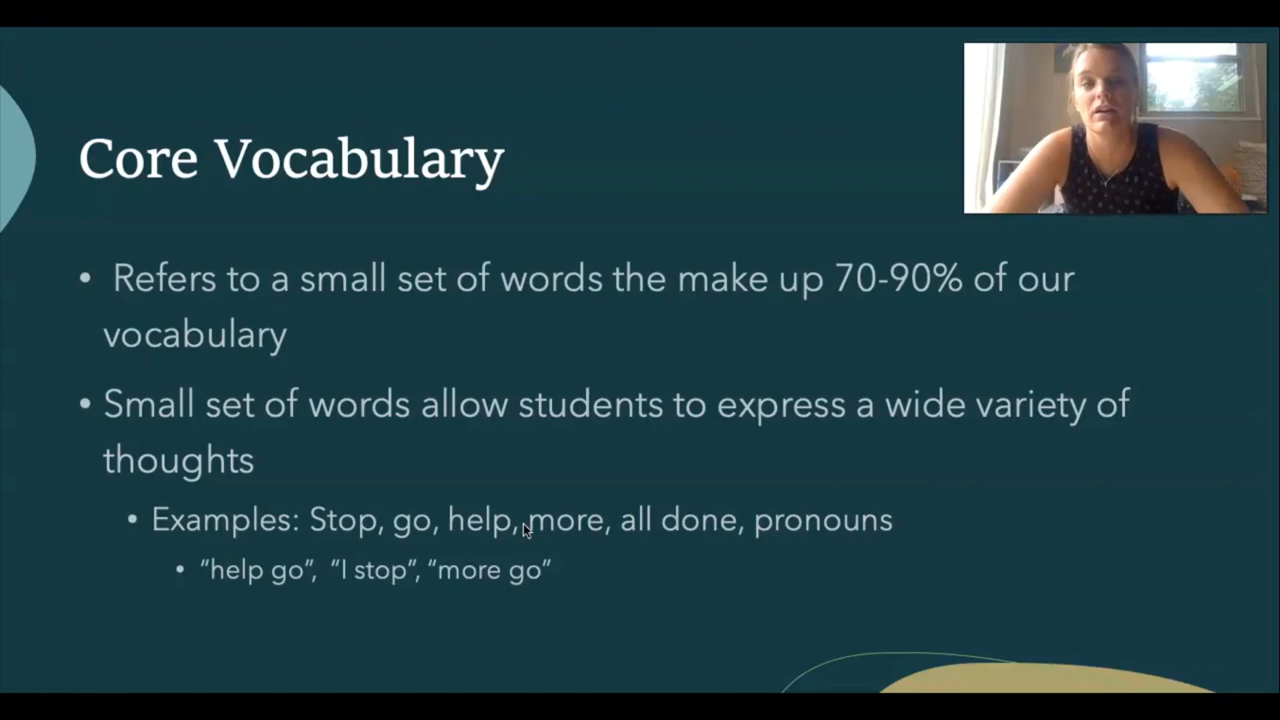 Core Vocabulary
• Refers to a small set of words the make up 70-90% of our
vocabulary
• Small set of words allow students to express a wide variety of
thoughts
• Examples: Stop, go, help, more, all done, pronouns
• “help go”, “I stop”, “more go”